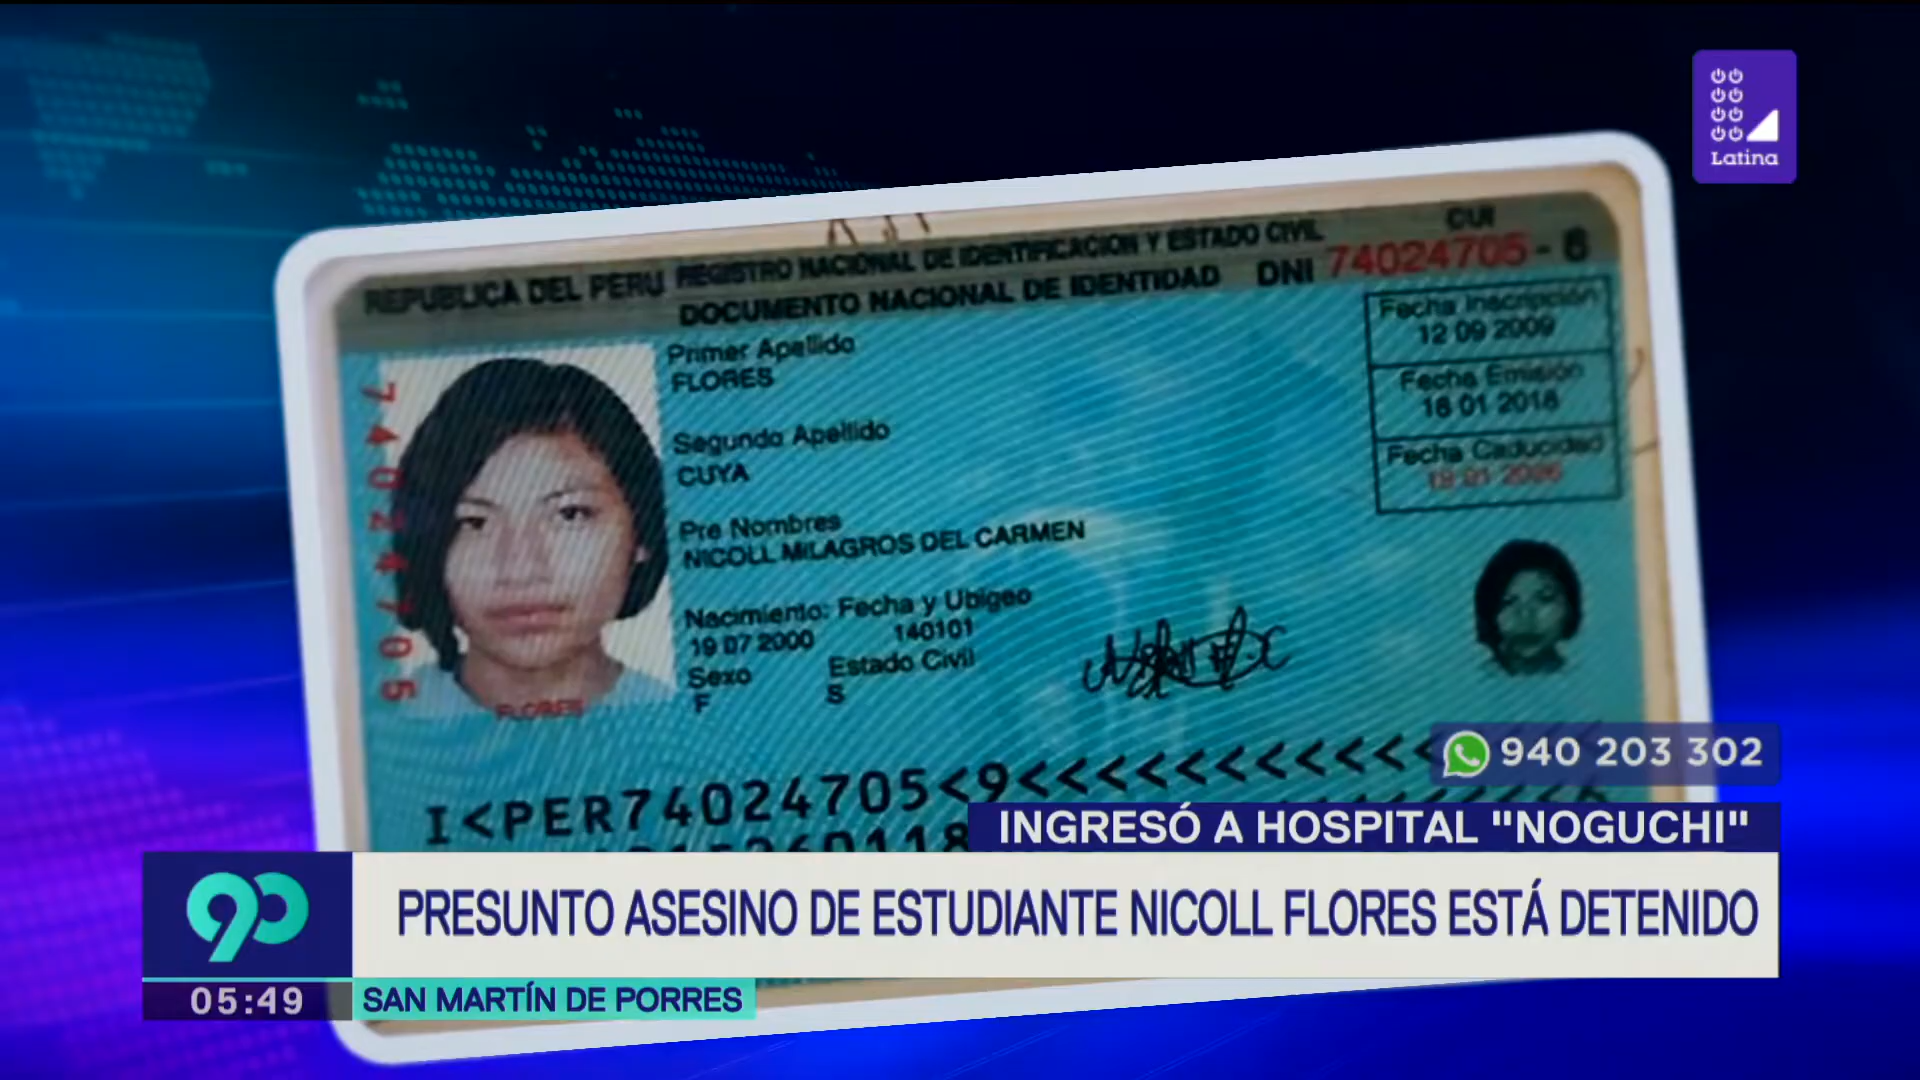 Latina
REPUBLICA DEL PERU REGISTRO NACIONAL DE IDENTIFICACION Y ESTADO CIVIL
CUI
DOCUMENTO NACIONAL DE IDENTIDAD DNI 74024705 - 6
Fecha Inscripción
12 09 2009
Fecha Emisión
18 01 2018
Fecha Caducidad
Primer Apellido
FLORES
Segundo Apellido
CUYA
Pre Nombres
NICOLL MILAGROS DEL CARMEN
Nacimiento: Fecha y Ubigeo
19 07 2000 140101
Sexo Estado Civil
F S
74024705
FLORES
I<PER74024705<9<<<<<<<<<<<<
940 203 302
INGRESÓ A HOSPITAL "NOGUCHI"
90
PRESUNTO ASESINO DE ESTUDIANTE NICOLL FLORES ESTÁ DETENIDO
05:49
SAN MARTÍN DE PORRES